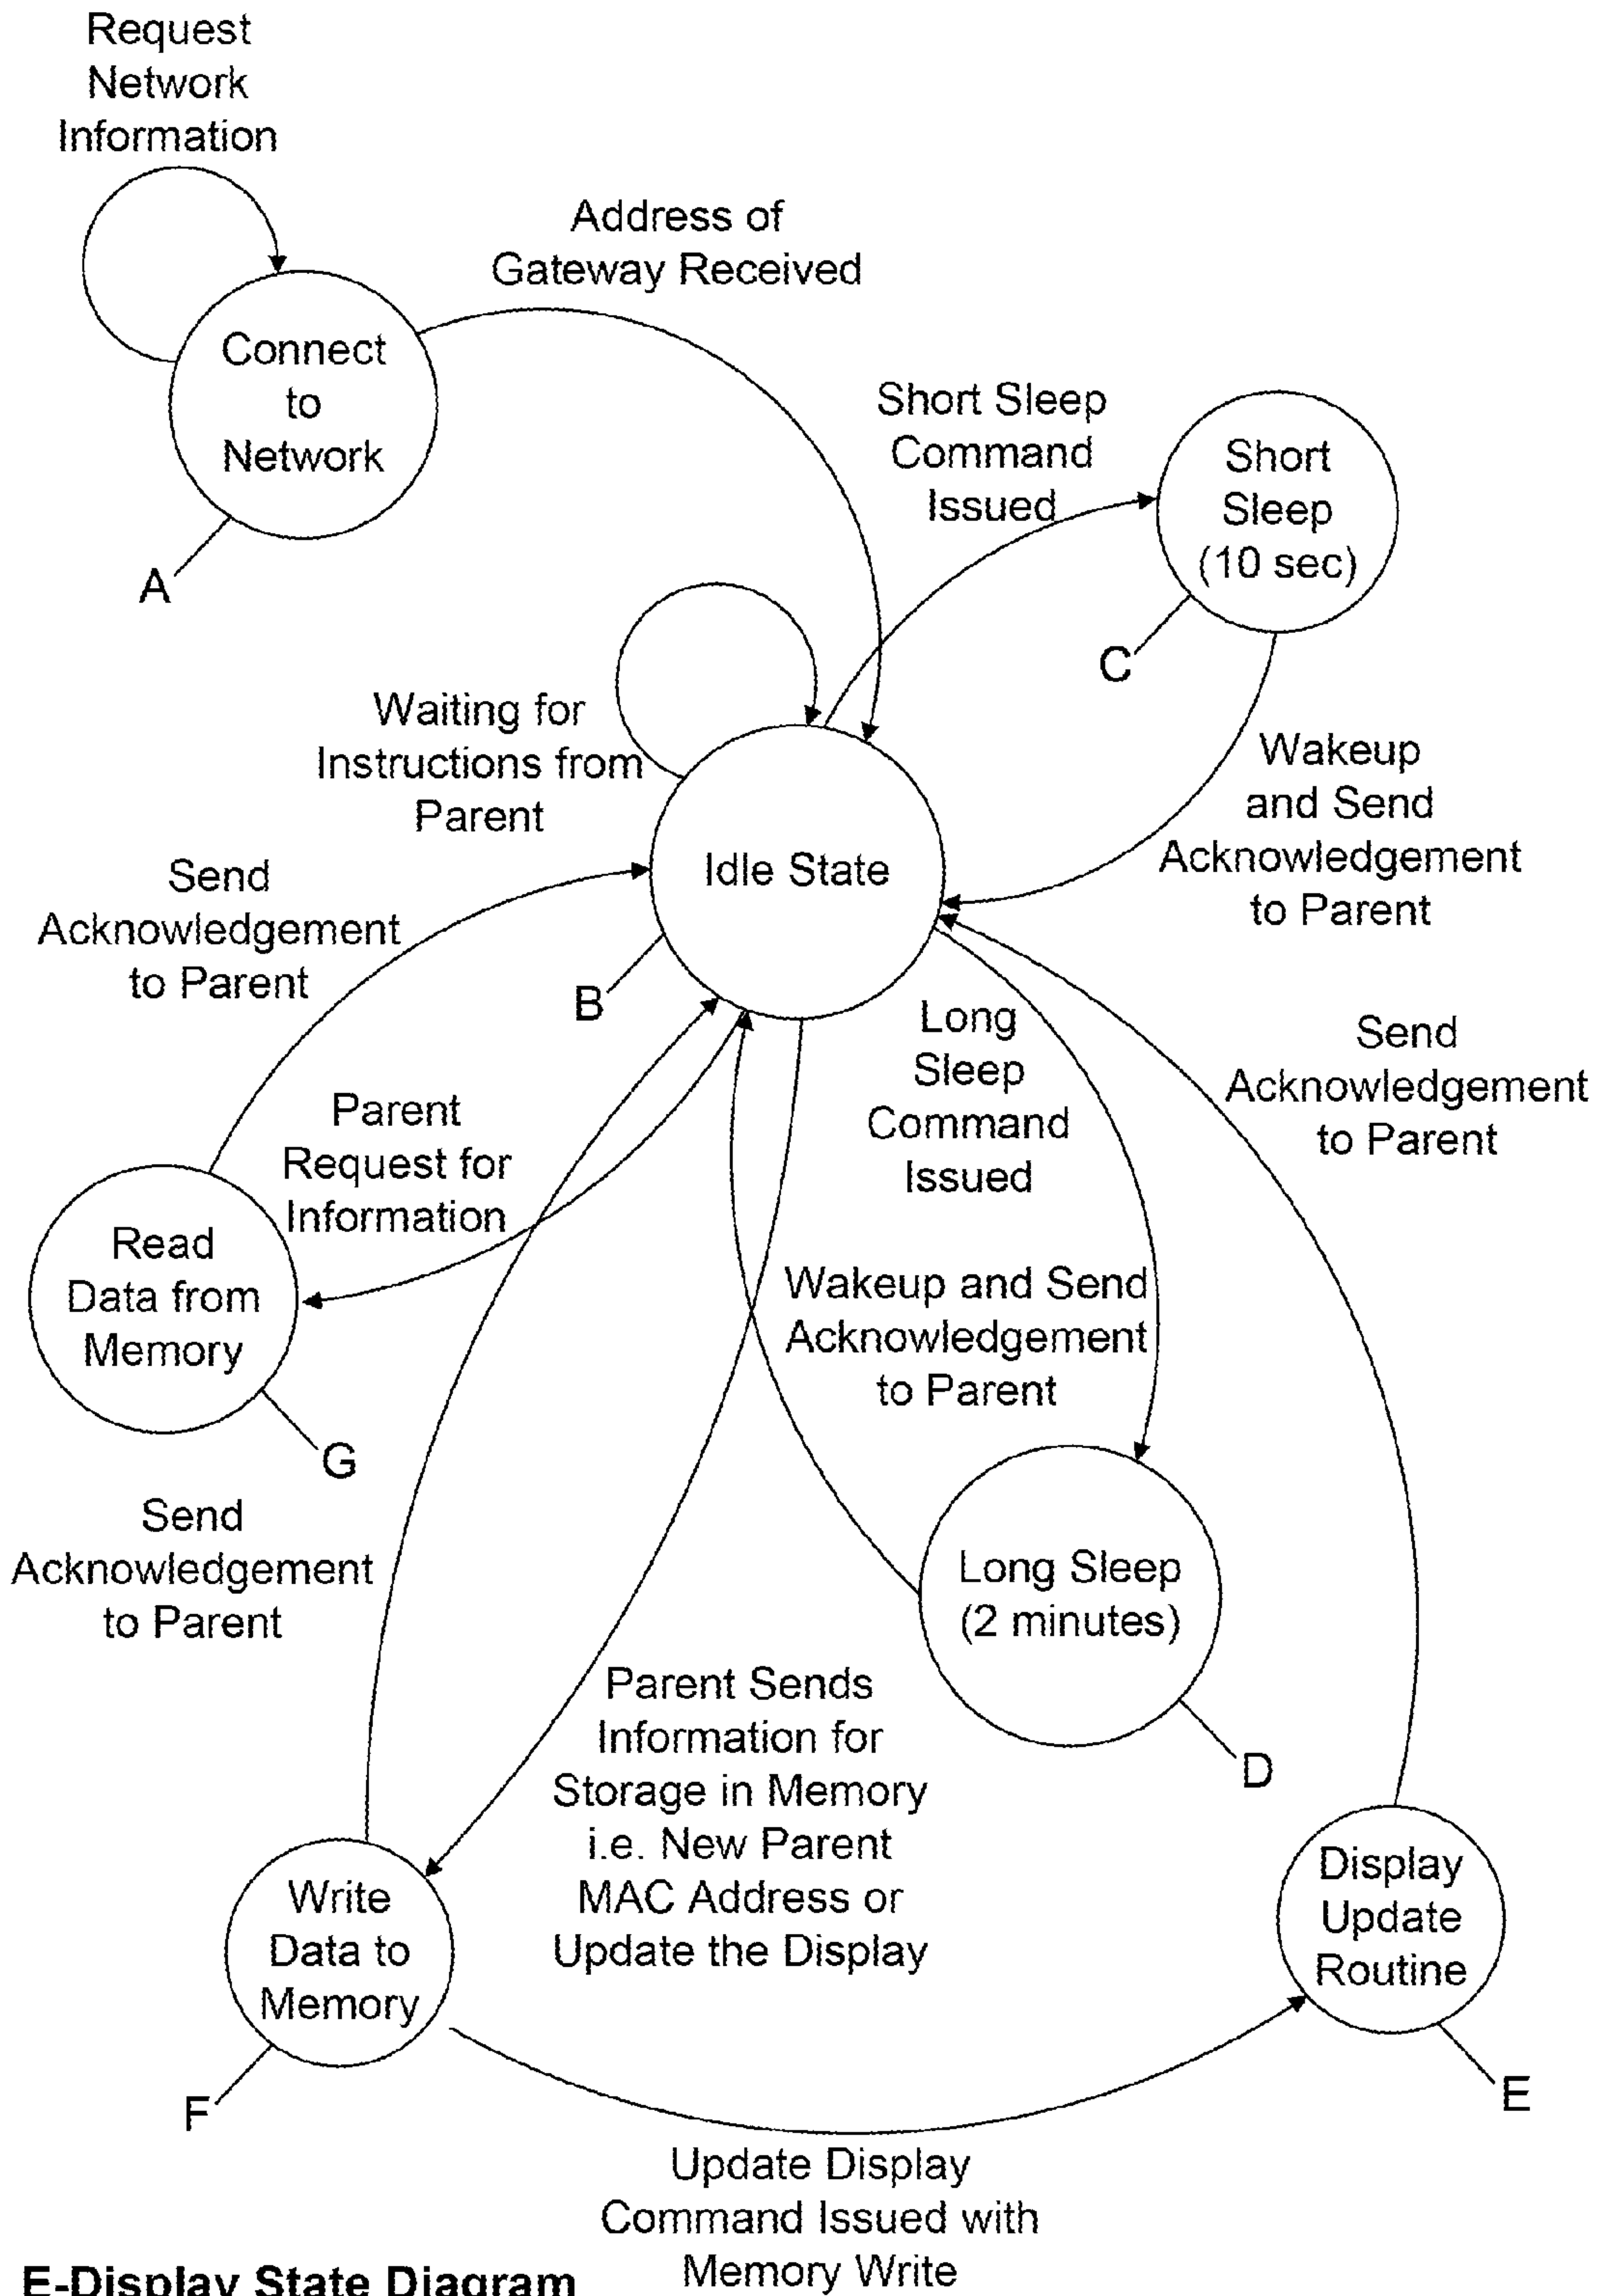 Request
Network
Information
Address of
Gateway Received
Connect
to
Network
A
Short Sleep
Command
Issued
Short
Sleep
(10 sec)
C
Waiting for
Instructions from
Parent
Wakeup
and Send
Acknowledgement
to Parent
Idle State
B
Send
Acknowledgement
to Parent
Long
Sleep
Command
Issued
Send
Acknowledgement
to Parent
Parent
Request for
Information
Read
Data from
Memory
G
Wakeup and Send
Acknowledgement
to Parent
Send
Acknowledgement
to Parent
Long Sleep
(2 minutes)
D
Parent Sends
Information for
Storage in Memory
i.e. New Parent
MAC Address or
Update the Display
Write
Data to
Memory
F
Display
Update
Routine
E
Update Display
Command Issued with
Memory Write
E-Display State Diagram